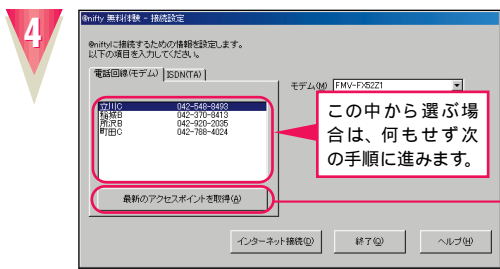 4
@nifty 無料体験 - 接続設定
@niftyに接続するための情報を設定します。
以下の項目を入力してください。
電話回線(モデム) ISDN(TA)
モデム(M) FMV-FX52Z1
立川C 042-548-8493
稲城B 042-370-8413
所沢B 042-920-2035
町田C 042-788-4024
この中から選ぶ場
合は、何もせず次
の手順に進みます。
最新のアクセスポイントを取得(A)
インターネット接続(D) 終了(Q) ヘルプ(H)